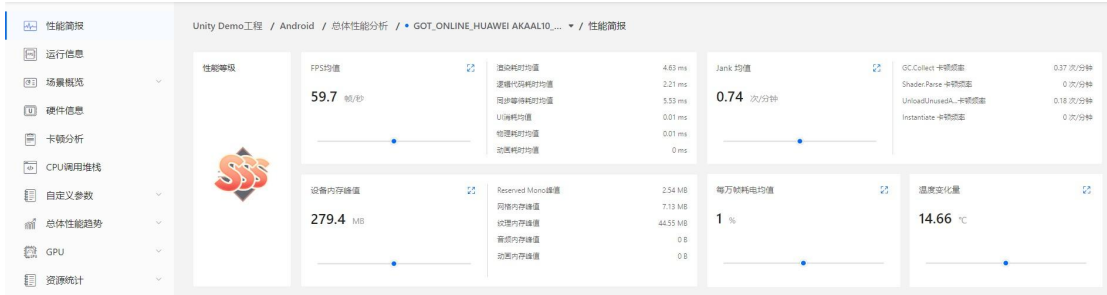 性能简报
运行信息
场景概览
硬件信息
卡顿分析
CPU调用堆栈
自定义参数
总体性能趋势
GPU
资源统计
Unity Demo工程 / Android / 总体性能分析 / • GOT_ONLINE_HUAWEI AKAAL10_... / 性能简报
性能等级
SSS
FPS均值
59.7 帧/秒
渲染耗时均值 4.63 ms
逻辑代码耗时均值 2.21 ms
同步等待耗时均值 5.53 ms
UI消耗均值 0.01 ms
物理耗时均值 0.01 ms
动画耗时均值 0 ms
Jank 均值
0.74 次/分钟
GC.Collect 卡顿频率 0.37 次/分钟
Shader.Parse 卡顿频率 0 次/分钟
UnloadUnusedA...卡顿频率 0.18 次/分钟
Instantiate 卡顿频率 0 次/分钟
设备内存峰值
279.4 MB
Reserved Mono峰值 2.54 MB
网格内存峰值 7.13 MB
纹理内存峰值 44.55 MB
音频内存峰值 0 B
动画内存峰值 0 B
每万帧耗电均值
1 %
温度变化量
14.66 ℃